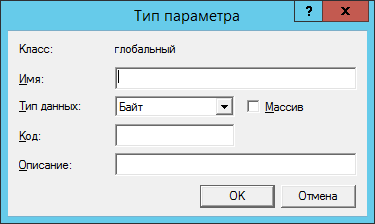 Тип параметра ? x
Класс: глобальный
Имя:
Тип данных: Байт Массив
Код:
Описание:
OK Отмена